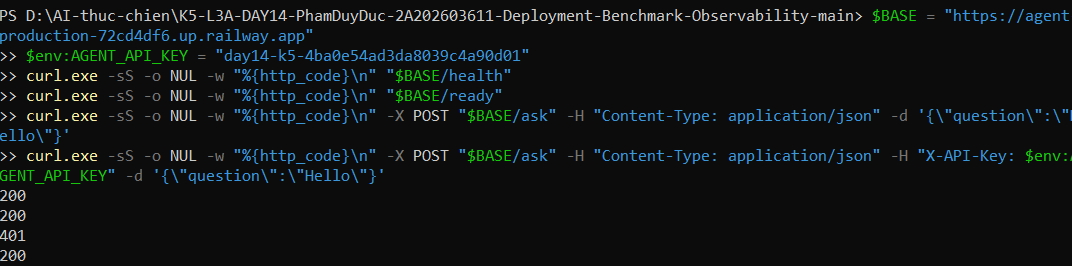 PS D:\AI-thuc-chien\K5-L3A-DAY14-PhamDuyDuc-2A202603611-Deployment-Benchmark-Observability-main> $BASE = "https://agent
production-72cd4df6.up.railway.app"
>> $env:AGENT_API_KEY = "day14-k5-4ba0e54ad3da8039c4a90d01"
>> curl.exe -sS -o NUL -w "%{http_code}\n" "$BASE/health"
>> curl.exe -sS -o NUL -w "%{http_code}\n" "$BASE/ready"
>> curl.exe -sS -o NUL -w "%{http_code}\n" -X POST "$BASE/ask" -H "Content-Type: application/json" -d '{\"question\":\"
ello\"}'
>> curl.exe -sS -o NUL -w "%{http_code}\n" -X POST "$BASE/ask" -H "Content-Type: application/json" -H "X-API-Key: $env:A
GENT_API_KEY" -d '{\"question\":\"Hello\"}'
200
200
401
200